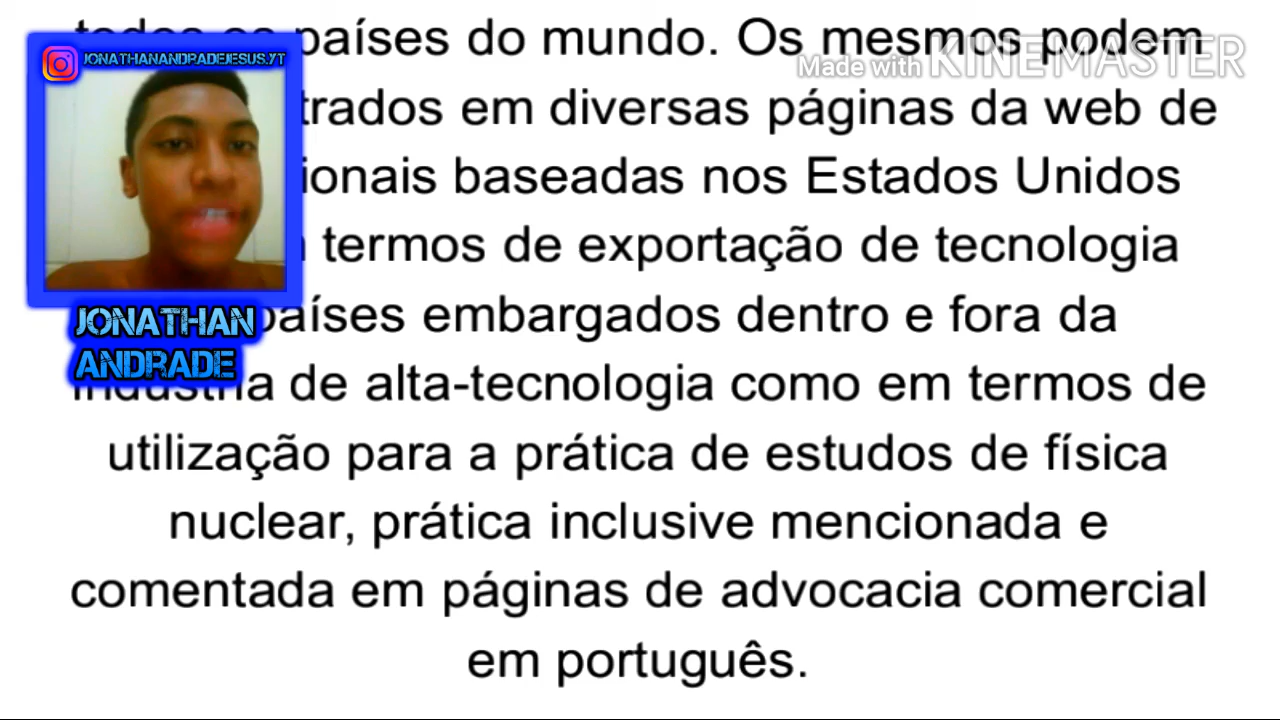 países do mundo. Os mesmos podem
Made with KINEMASTER
JONATHANANDRADEJESUS.YT
trados em diversas páginas da web de
ionais baseadas nos Estados Unidos
termos de exportação de tecnologia
países embargados dentro e fora da
JONATHAN
ANDRADE
indústria de alta-tecnologia como em termos de
utilização para a prática de estudos de física
nuclear, prática inclusive mencionada e
comentada em páginas de advocacia comercial
em português.